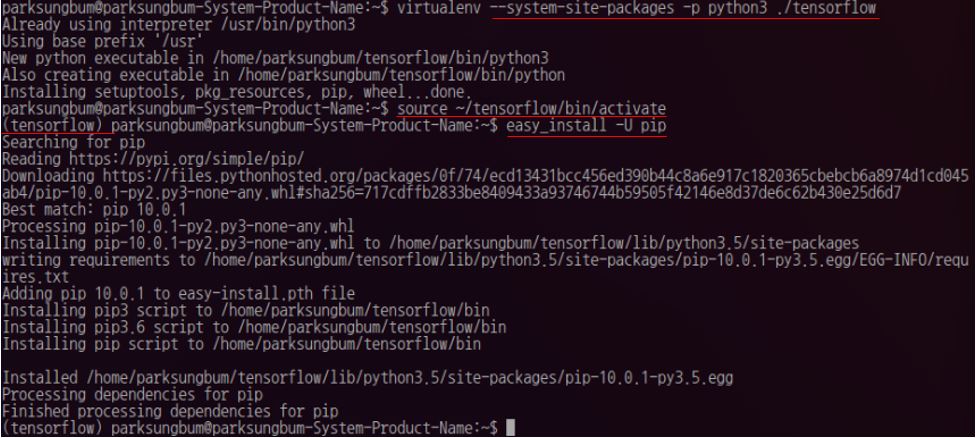 parksungbum@parksungbum-System-Product-Name:~$ virtualenv --system-site-packages -p python3 ./tensorflow
Already using interpreter /usr/bin/python3
Using base prefix '/usr'
New python executable in /home/parksungbum/tensorflow/bin/python3
Also creating executable in /home/parksungbum/tensorflow/bin/python
Installing setuptools, pkg_resources, pip, wheel...done.
parksungbum@parksungbum-System-Product-Name:~$ source ~/tensorflow/bin/activate
(tensorflow) parksungbum@parksungbum-System-Product-Name:~$ easy_install -U pip
Searching for pip
Reading https://pypi.org/simple/pip/
Downloading https://files.pythonhosted.org/packages/0f/74/ecd13431bcc456ed390b44c8a6e917c1820365cbebcb6a8974d1cd045
ab4/pip-10.0.1-py2.py3-none-any.whl#sha256=717cdffb2833be8409433a93746744b59505f42146e8d37de6c62b430e25d6d7
Best match: pip 10.0.1
Processing pip-10.0.1-py2.py3-none-any.whl
Installing pip-10.0.1-py2.py3-none-any.whl to /home/parksungbum/tensorflow/lib/python3.5/site-packages
writing requirements to /home/parksungbum/tensorflow/lib/python3.5/site-packages/pip-10.0.1-py3.5.egg/EGG-INFO/requ
ires.txt
Adding pip 10.0.1 to easy-install.pth file
Installing pip3 script to /home/parksungbum/tensorflow/bin
Installing pip3.6 script to /home/parksungbum/tensorflow/bin
Installing pip script to /home/parksungbum/tensorflow/bin
Installed /home/parksungbum/tensorflow/lib/python3.5/site-packages/pip-10.0.1-py3.5.egg
Processing dependencies for pip
Finished processing dependencies for pip
(tensorflow) parksungbum@parksungbum-System-Product-Name:~$